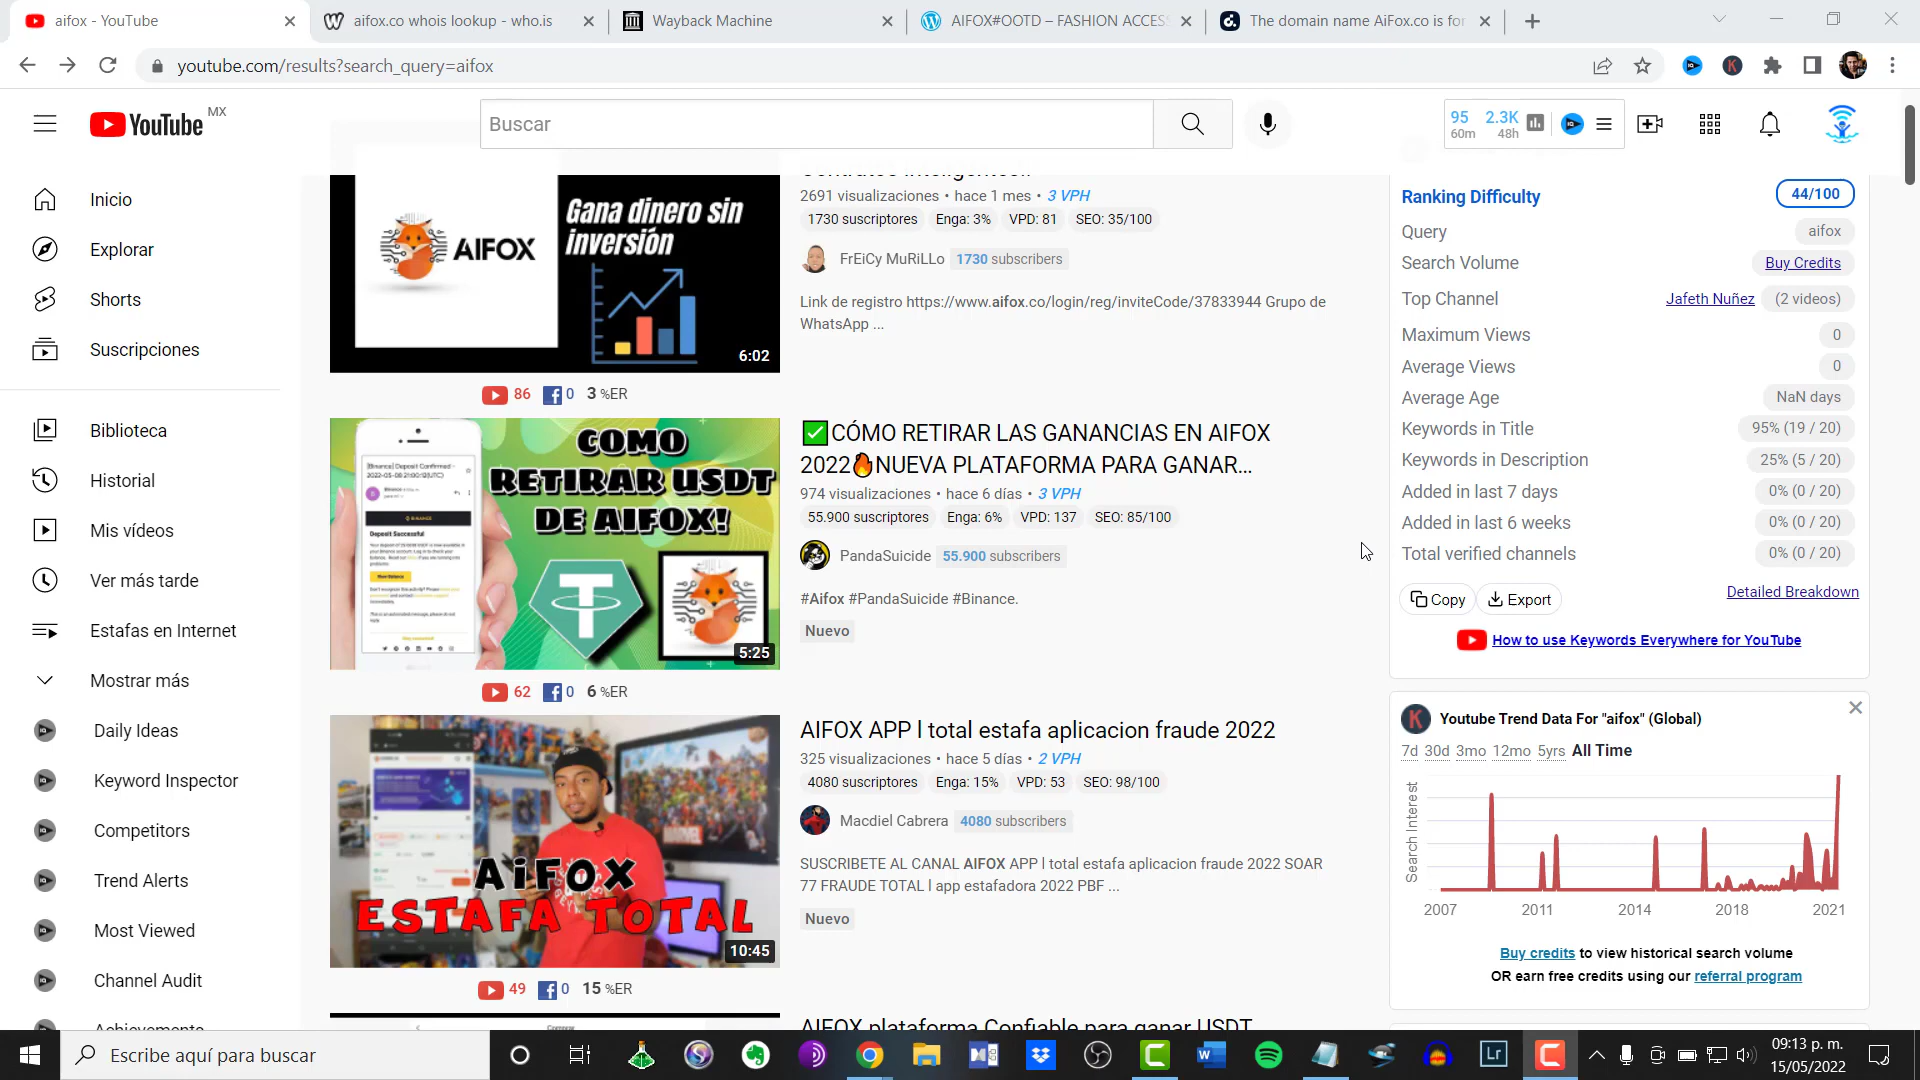 aifox - YouTube
aifox.co whois lookup - who.is
Wayback Machine
AIFOX#OOTD – FASHION ACCESS
The domain name AiFox.co is for
youtube.com/results?search_query=aifox
YouTube MX
Buscar
95 2.3K
60m 48h
Inicio
Explorar
Shorts
Suscripciones
Biblioteca
Historial
Mis vídeos
Ver más tarde
Estafas en Internet
Mostrar más
Daily Ideas
Keyword Inspector
Competitors
Trend Alerts
Most Viewed
Channel Audit
Achievements
AIFOX
Gana dinero sin
inversión
6:02
Contratos Inteligentes!!
2691 visualizaciones • hace 1 mes • 3 VPH
1730 suscriptores Enga: 3% VPD: 81 SEO: 35/100
FrEiCy MuRiLLo 1730 subscribers
Link de registro https://www.aifox.co/login/reg/inviteCode/37833944 Grupo de
WhatsApp ...
86 0 3 %ER
COMO
RETIRAR USDT
DE AIFOX!
[Binance] Deposit Confirmed -
BINANCE
Deposit Successful
5:25
✅CÓMO RETIRAR LAS GANANCIAS EN AIFOX
2022🔥NUEVA PLATAFORMA PARA GANAR...
974 visualizaciones • hace 6 días • 3 VPH
55.900 suscriptores Enga: 6% VPD: 137 SEO: 85/100
PandaSuicide 55.900 subscribers
#Aifox #PandaSuicide #Binance.
Nuevo
62 0 6 %ER
MARVEL
AiFOX
ESTAFA TOTAL
10:45
AIFOX APP l total estafa aplicacion fraude 2022
325 visualizaciones • hace 5 días • 2 VPH
4080 suscriptores Enga: 15% VPD: 53 SEO: 98/100
Macdiel Cabrera 4080 subscribers
SUSCRIBETE AL CANAL AIFOX APP l total estafa aplicacion fraude 2022 SOAR
77 FRAUDE TOTAL l app estafadora 2022 PBF ...
Nuevo
49 0 15 %ER
AIFOX plataforma Confiable para ganar USDT
Ranking Difficulty 44/100
Query aifox
Search Volume Buy Credits
Top Channel Jafeth Nuñez (2 videos)
Maximum Views 0
Average Views 0
Average Age NaN days
Keywords in Title 95% (19 / 20)
Keywords in Description 25% (5 / 20)
Added in last 7 days 0% (0 / 20)
Added in last 6 weeks 0% (0 / 20)
Total verified channels 0% (0 / 20)
Copy Export Detailed Breakdown
How to use Keywords Everywhere for YouTube
K Youtube Trend Data For "aifox" (Global)
7d 30d 3mo 12mo 5yrs All Time
Search Interest
2007 2011 2014 2018 2021
Buy credits to view historical search volume
OR earn free credits using our referral program
Escribe aquí para buscar
Lr
09:13 p. m.
15/05/2022